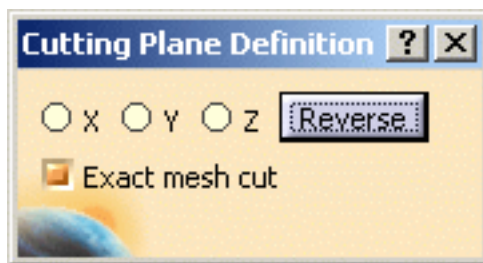 Cutting Plane Definition ?
X Y Z Reverse
Exact mesh cut